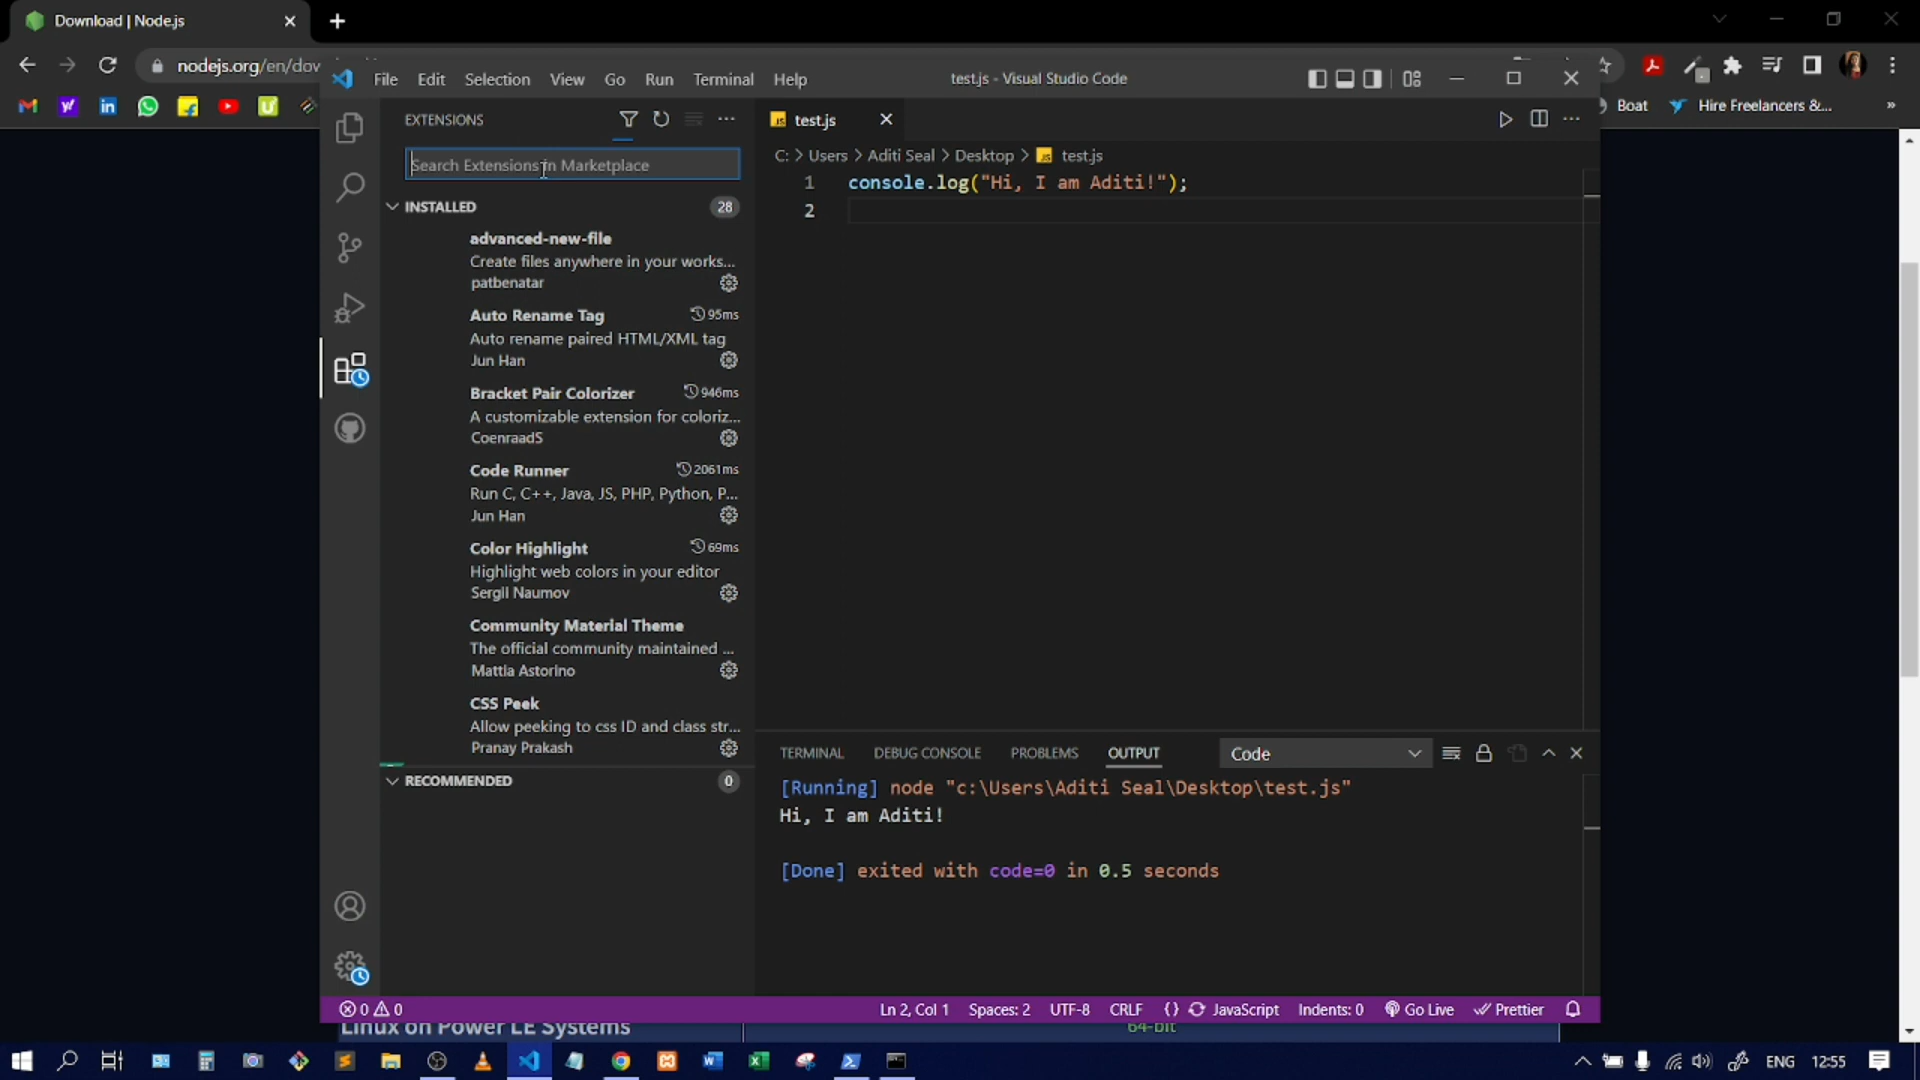 Download | Node.js
nodejs.org/en/dow
Boat
Hire Freelancers &...
File Edit Selection View Go Run Terminal Help
test.js - Visual Studio Code
EXTENSIONS
Search Extensions in Marketplace
INSTALLED
28
advanced-new-file
Create files anywhere in your works...
patbenatar
Auto Rename Tag
95ms
Auto rename paired HTML/XML tag
Jun Han
Bracket Pair Colorizer
946ms
A customizable extension for coloriz...
CoenraadS
Code Runner
2061ms
Run C, C++, Java, JS, PHP, Python, P...
Jun Han
Color Highlight
69ms
Highlight web colors in your editor
Sergii Naumov
Community Material Theme
The official community maintained ...
Mattia Astorino
CSS Peek
Allow peeking to css ID and class str...
Pranay Prakash
RECOMMENDED
0
test.js
C: > Users > Aditi Seal > Desktop > test.js
1 console.log("Hi, I am Aditi!");
2
TERMINAL DEBUG CONSOLE PROBLEMS OUTPUT
Code
[Running] node "c:\Users\Aditi Seal\Desktop\test.js"
Hi, I am Aditi!
[Done] exited with code=0 in 0.5 seconds
0 0
Ln 2, Col 1 Spaces: 2 UTF-8 CRLF {} JavaScript Indents: 0 Go Live Prettier
Linux on Power LE Systems
64-bit
ENG 12:55